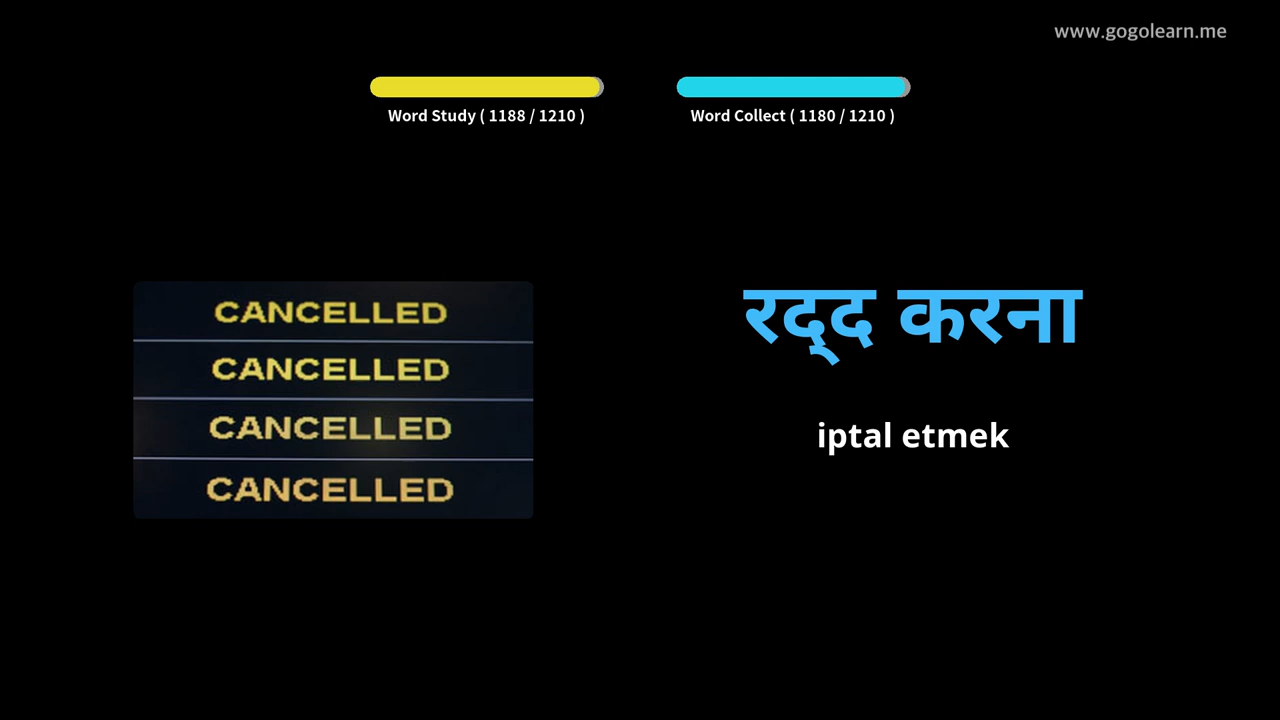 www.gogolearn.me
Word Study ( 1188 / 1210 )
Word Collect ( 1180 / 1210 )
CANCELLED
CANCELLED
CANCELLED
CANCELLED
रद्‌द करना
iptal etmek